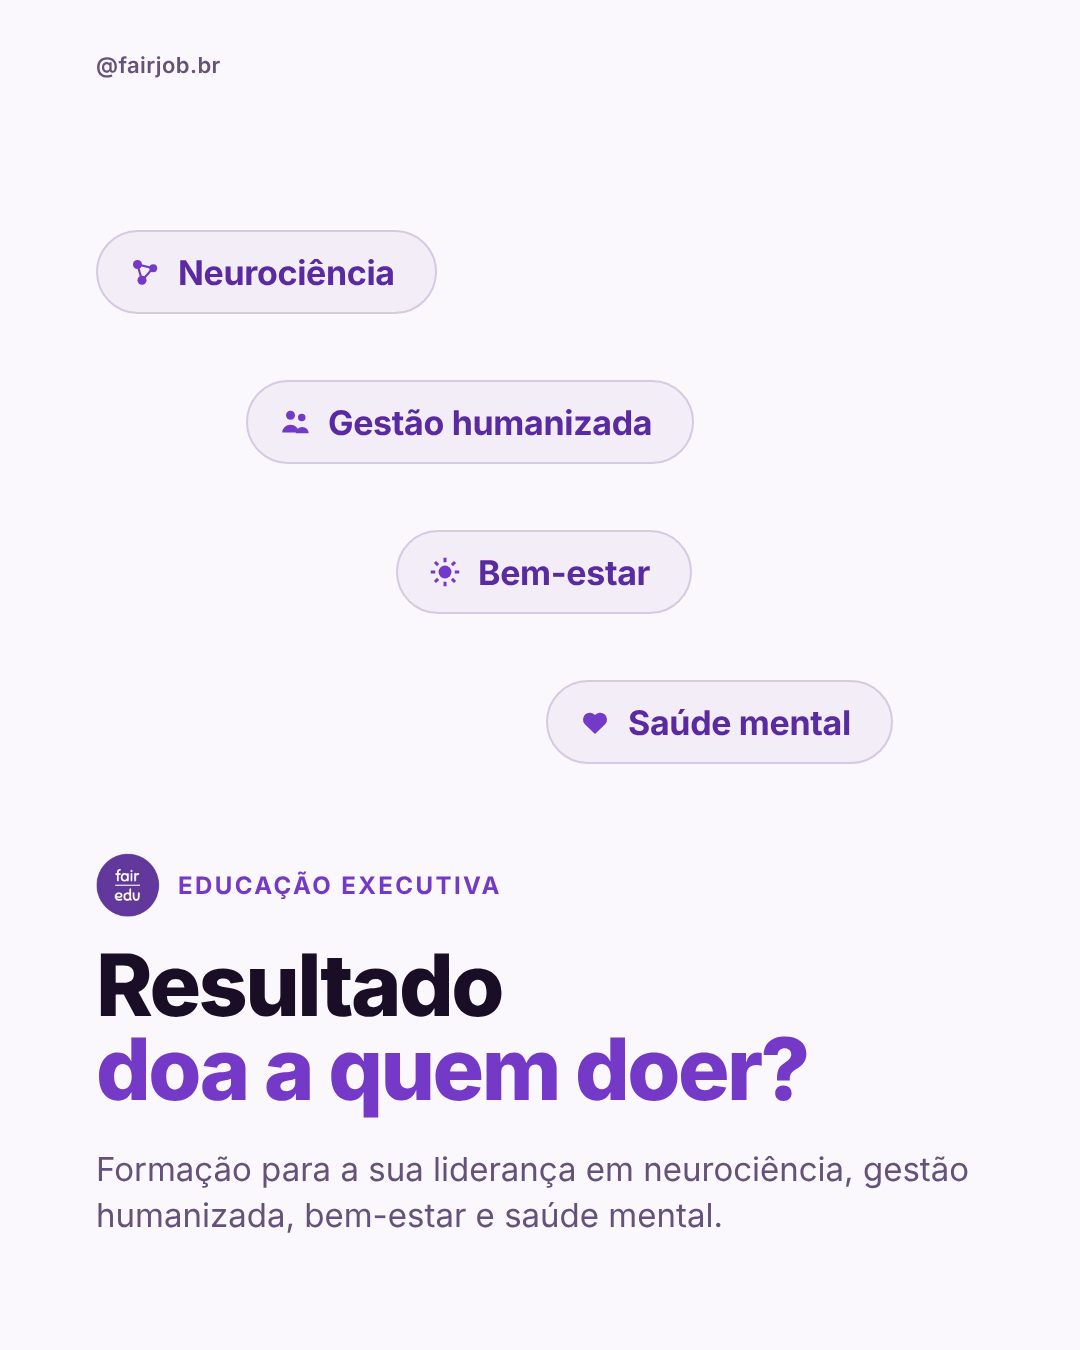 @fairjob.br
Neurociência
Gestão humanizada
Bem-estar
Saúde mental
fair
edu
EDUCAÇÃO EXECUTIVA
Resultado
doa a quem doer?
Formação para a sua liderança em neurociência, gestão
humanizada, bem-estar e saúde mental.